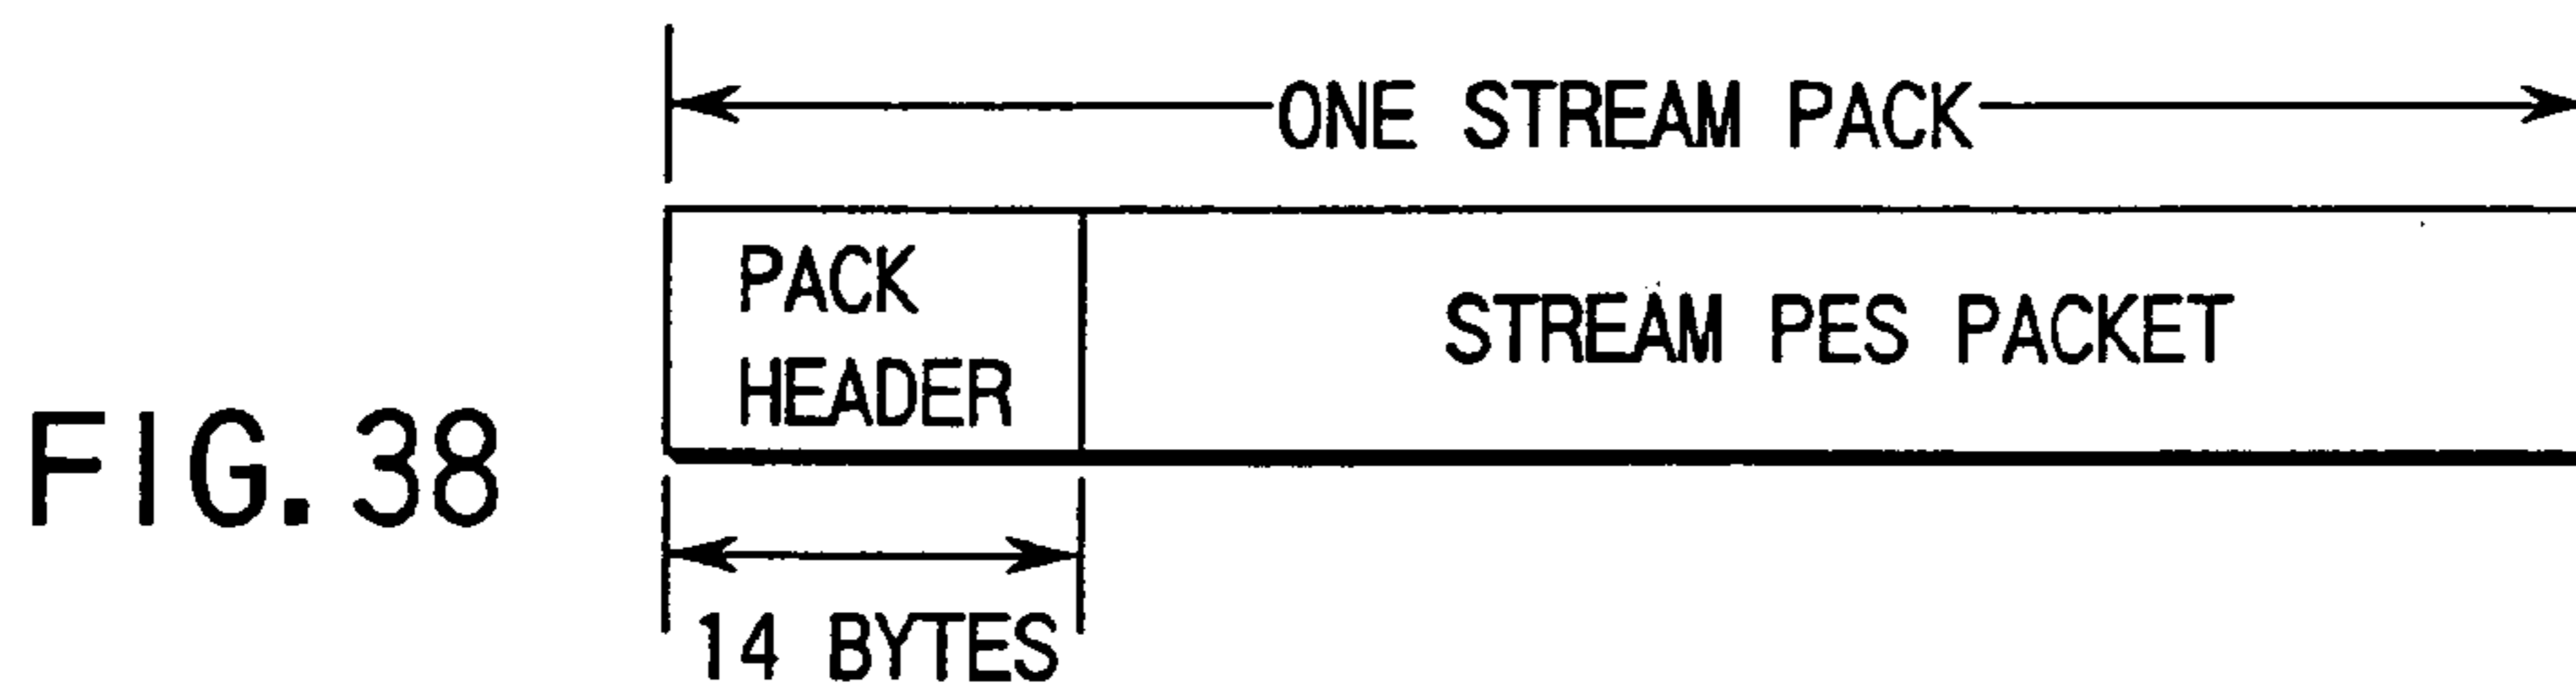 ONE STREAM PACK
PACK
HEADER
STREAM PES PACKET
FIG. 38
14 BYTES